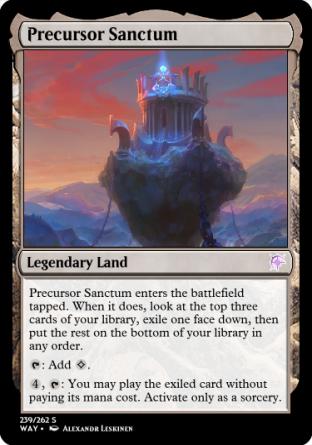 Precursor Sanctum
Legendary Land
Precursor Sanctum enters the battlefield
tapped. When it does, look at the top three
cards of your library, exile one face down, then
put the rest on the bottom of your library in
any order.
: Add .
4, : You may play the exiled card without
paying its mana cost. Activate only as a sorcery.
239/262 S
WAY • Alexandr Leskinen